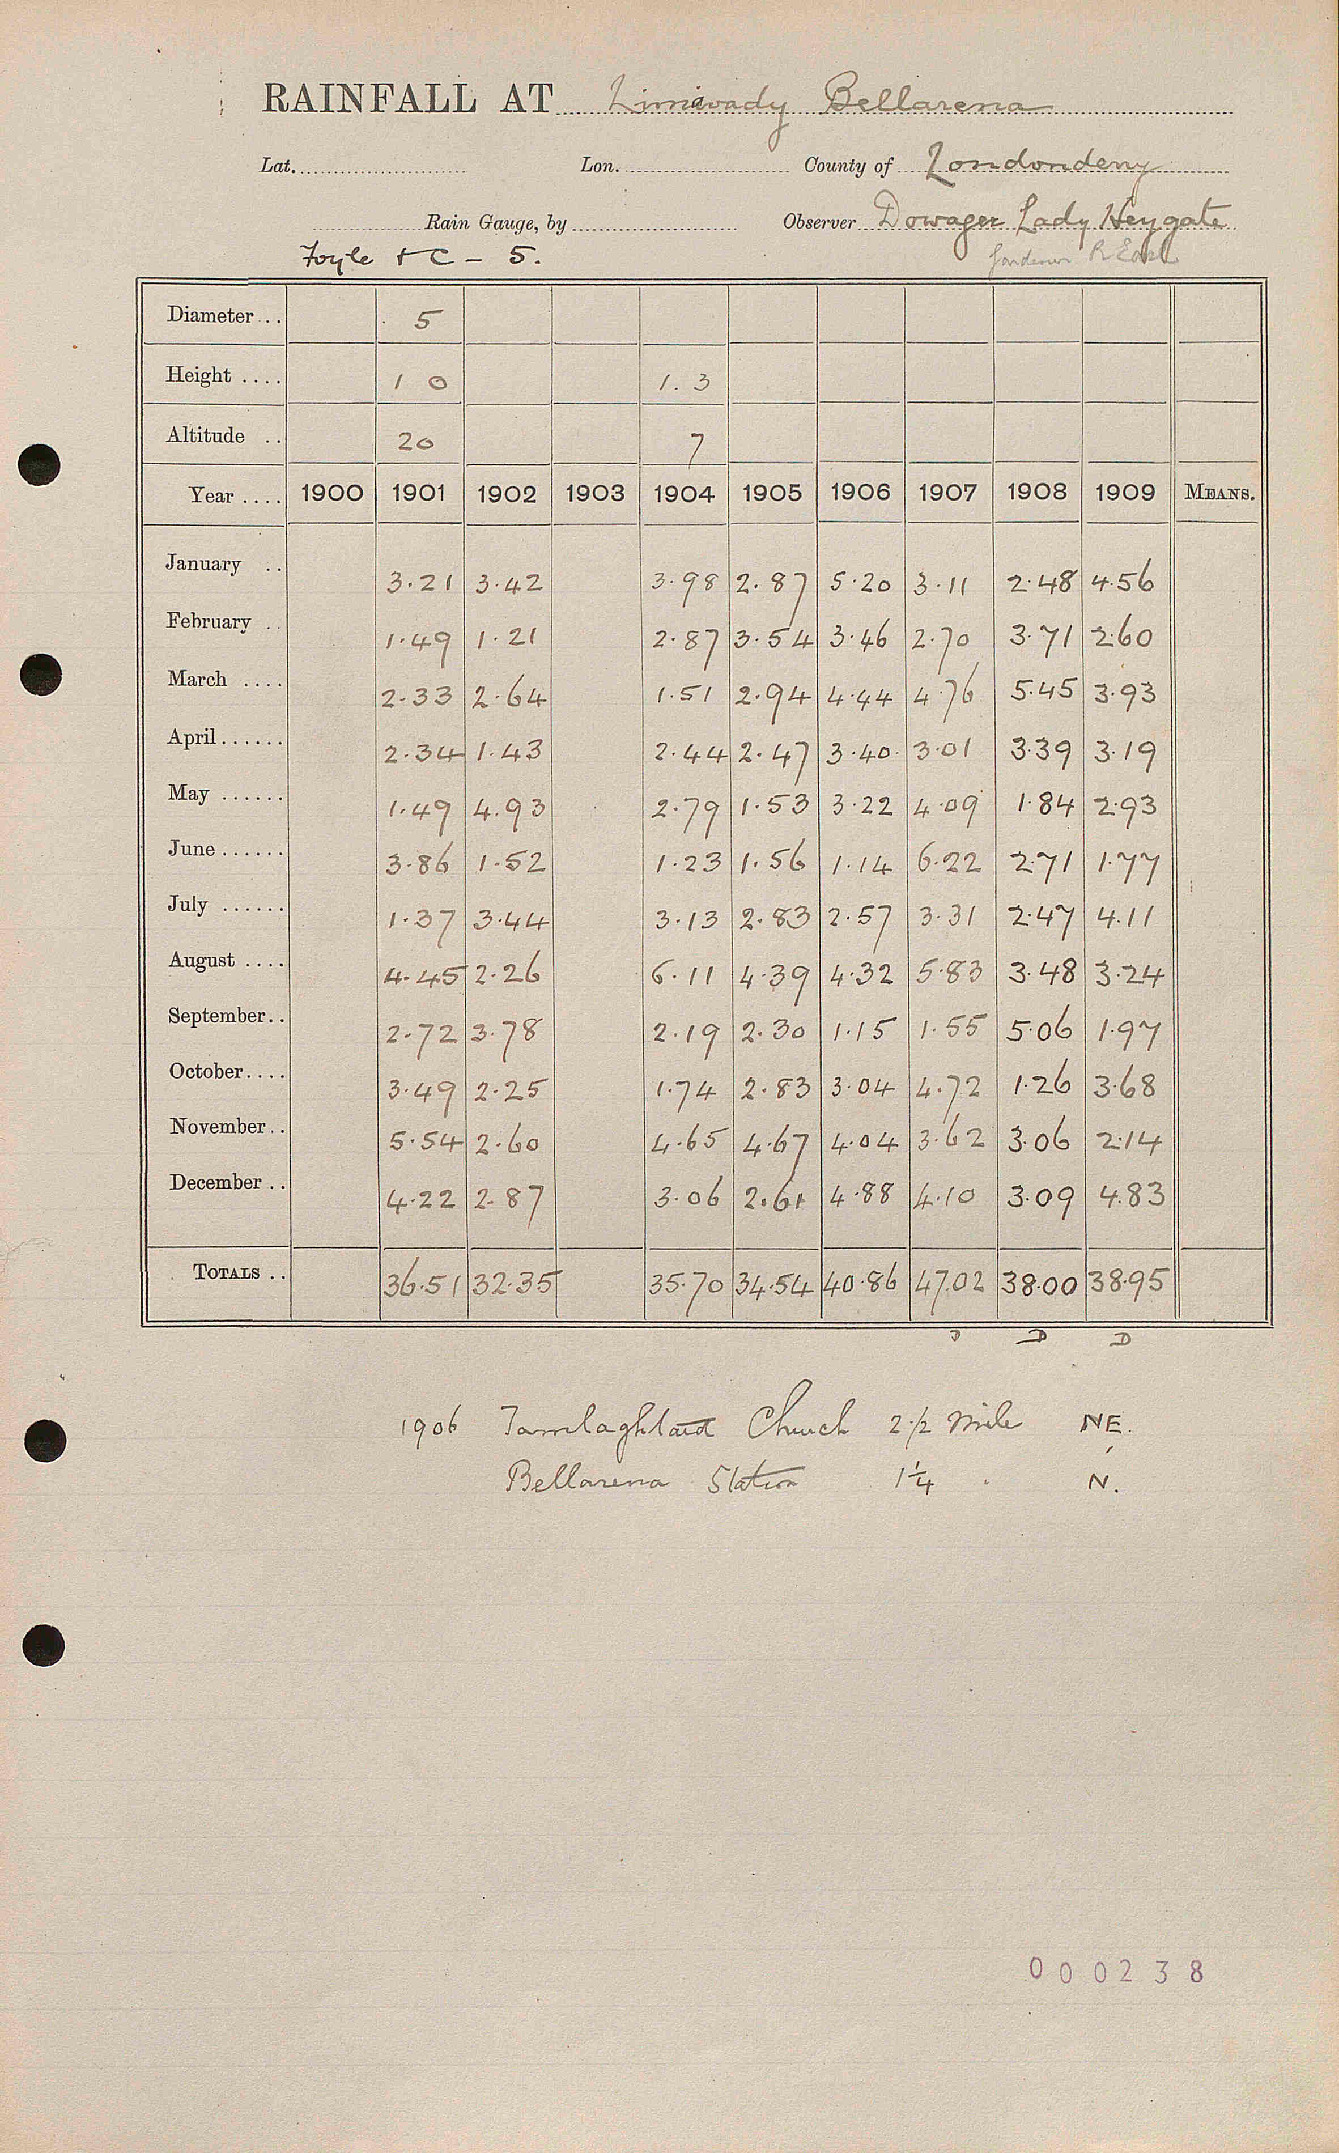 RAINFALL AT Limavady Bellarena
Lat. Lon. County of Londonderry
Rain Gauge, by Observer Dowager Lady Heygate
Foyle & C - 5. Gardener R
Diameter 5
Height 1 0 1.3
Altitude 20 7
Year 1900 1901 1902 1903 1904 1905 1906 1907 1908 1909 MEANS.
January 3.21 3.42 3.98 2.87 5.20 3.11 2.48 4.56
February 1.49 1.21 2.87 3.54 3.46 2.70 3.71 2.60
March 2.33 2.64 1.51 2.94 4.44 4.76 5.45 3.93
April 2.34 1.43 2.44 2.47 3.40 3.01 3.39 3.19
May 1.49 4.93 2.79 1.53 3.22 4.09 1.84 2.93
June 3.86 1.52 1.23 1.56 1.14 6.22 2.71 1.77
July 1.37 3.44 3.13 2.83 2.57 3.31 2.47 4.11
August 4.45 2.26 6.11 4.39 4.32 5.83 3.48 3.24
September 2.72 3.78 2.19 2.30 1.15 1.55 5.06 1.97
October 3.49 2.25 1.74 2.83 3.04 4.72 1.26 3.68
November 5.54 2.60 4.65 4.67 4.04 3.62 3.06 2.14
December 4.22 2.87 3.06 2.61 4.88 4.10 3.09 4.83
TOTALS 36.51 32.35 35.70 34.54 40.86 47.02 38.00 38.95
D D D
1906 Tamlaghtard Church 2 1/2 Mile NE.
Bellarena Station 1 1/4 N.
000238